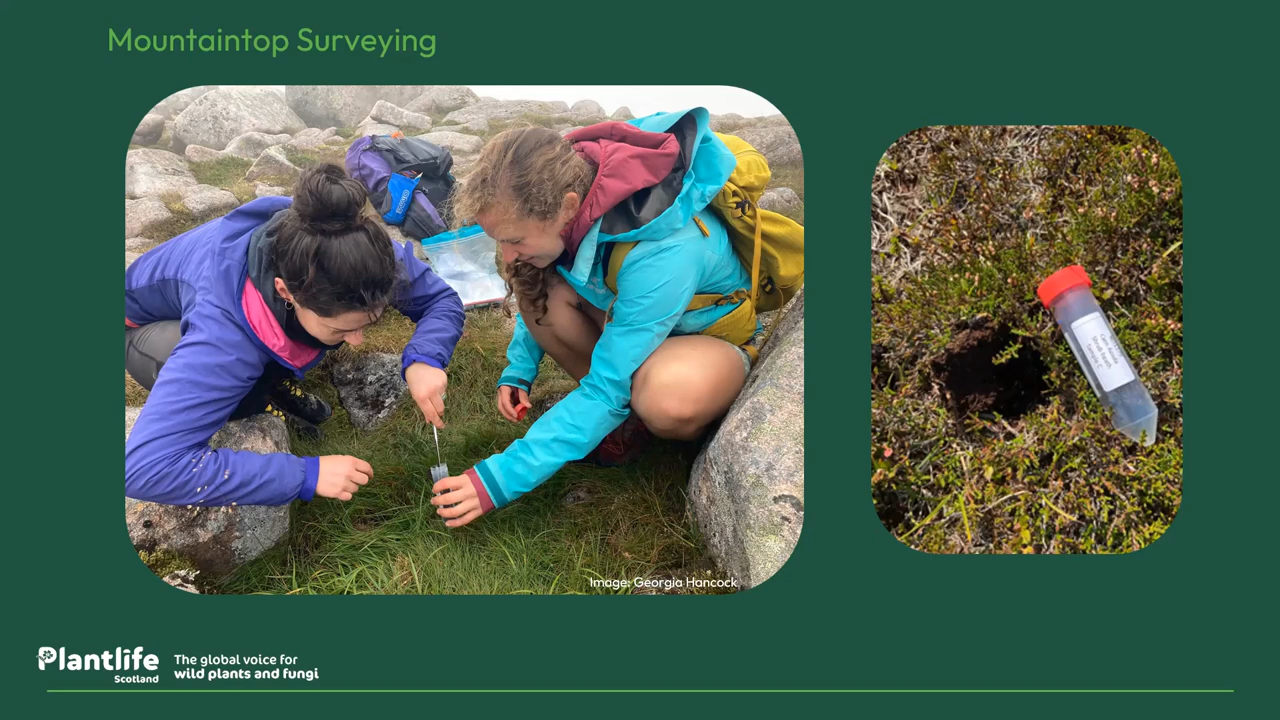 Mountaintop Surveying
Image: Georgia Hancock
Plantlife
Scotland
The global voice for
wild plants and fungi